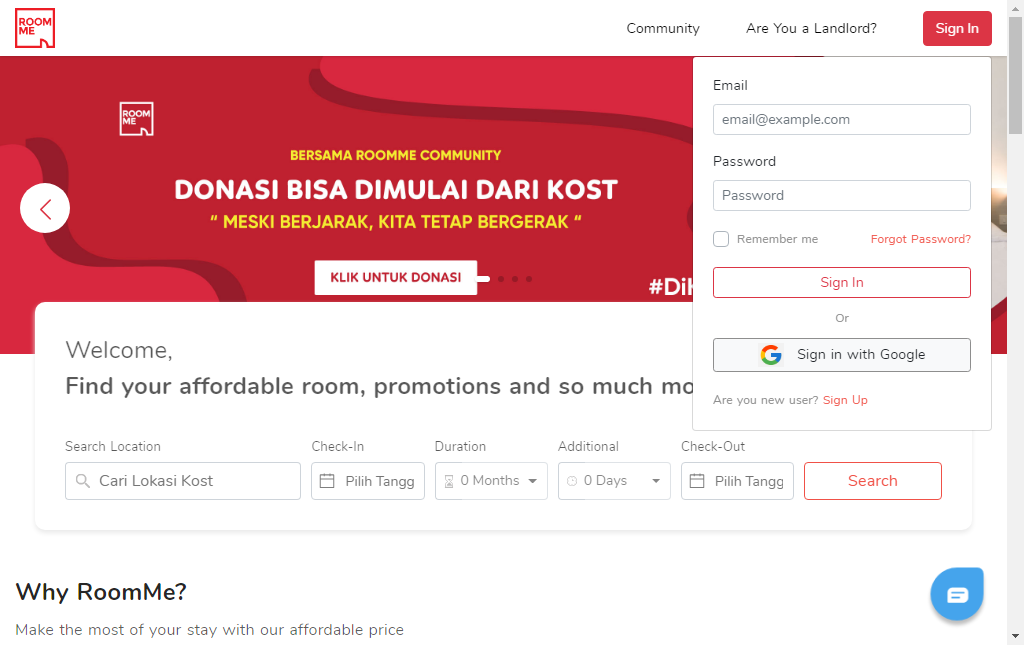 ROOM
ME
Community
Are You a Landlord?
Sign In
ROOM
ME
BERSAMA ROOMME COMMUNITY
DONASI BISA DIMULAI DARI KOST
“ MESKI BERJARAK, KITA TETAP BERGERAK “
KLIK UNTUK DONASI
Email
email@example.com
Password
Password
Remember me
Forgot Password?
Sign In
Or
Sign in with Google
Are you new user? Sign Up
Welcome,
Find your affordable room, promotions and so much mo
Search Location
Check-In
Duration
Additional
Check-Out
Cari Lokasi Kost
Pilih Tangg
0 Months
0 Days
Pilih Tangg
Search
Why RoomMe?
Make the most of your stay with our affordable price